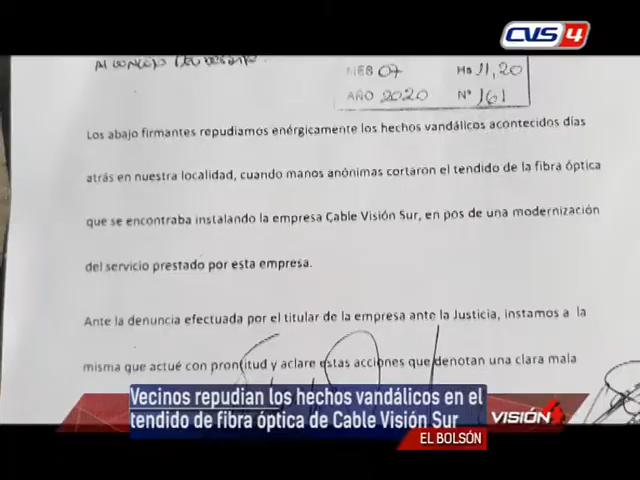 CVS4
Al Concejo Deliberante
MES 07 Hs 11,20
AÑO 2020 N° 161
Los abajo firmantes repudiamos enérgicamente los hechos vandálicos acontecidos días
atrás en nuestra localidad, cuando manos anónimas cortaron el tendido de la fibra óptica
que se encontraba instalando la empresa Cable Visión Sur, en pos de una modernización
del servicio prestado por esta empresa.
Ante la denuncia efectuada por el titular de la empresa ante la Justicia, instamos a la
misma que actué con prontitud y aclare estas acciones que denotan una clara mala
Vecinos repudian los hechos vandálicos en el
tendido de fibra óptica de Cable Visión Sur
VISIÓN 4
EL BOLSÓN